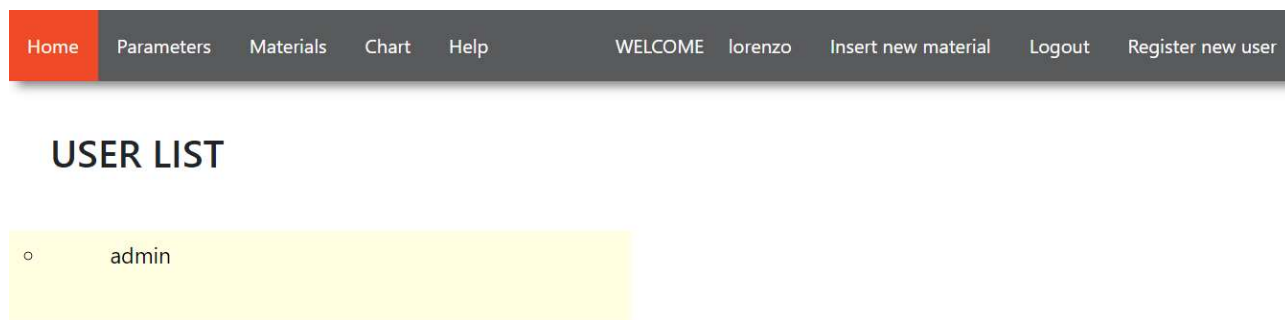 Home Parameters Materials Chart Help WELCOME lorenzo Insert new material Logout Register new user
USER LIST
admin